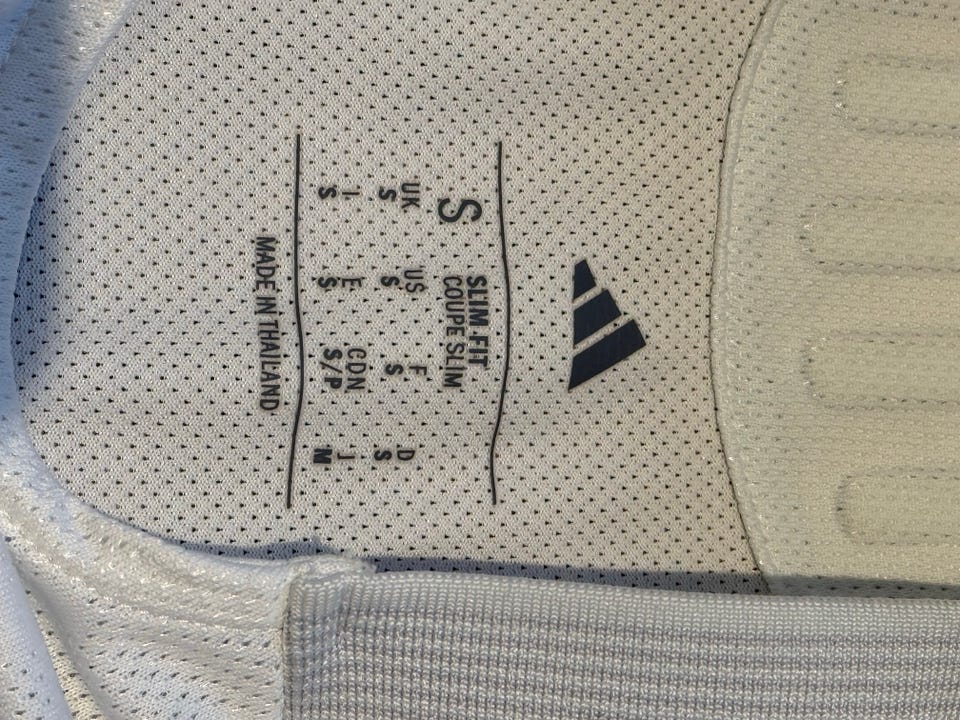 S SLIM FIT
COUPE SLIM
UK US F D
S S S S
I E CDN J
S S S/P M
MADE IN THAILAND